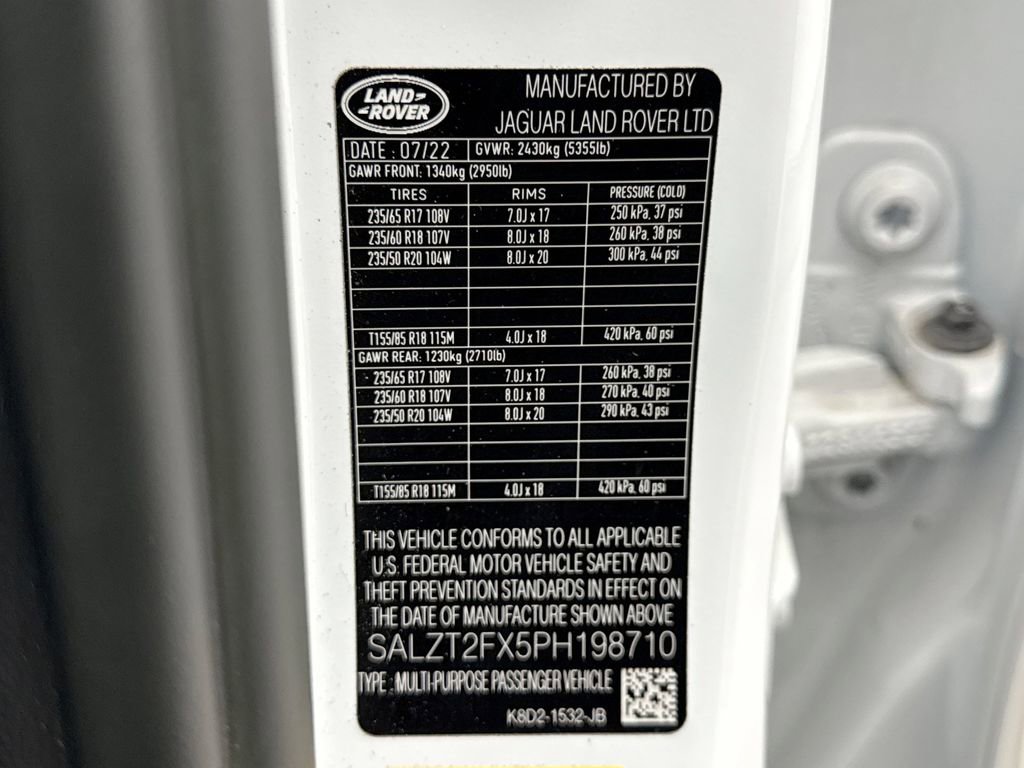 LAND ROVER
MANUFACTURED BY
JAGUAR LAND ROVER LTD
DATE : 07/22 GVWR: 2430kg (5355lb)
GAWR FRONT: 1340kg (2950lb)
TIRES RIMS PRESSURE (COLD)
235/65 R17 108V 7.0J x 17 250 kPa, 37 psi
235/60 R18 107V 8.0J x 18 260 kPa, 38 psi
235/50 R20 104W 8.0J x 20 300 kPa, 44 psi
T155/85 R18 115M 4.0J x 18 420 kPa, 60 psi
GAWR REAR: 1230kg (2710lb)
235/65 R17 108V 7.0J x 17 260 kPa, 38 psi
235/60 R18 107V 8.0J x 18 270 kPa, 40 psi
235/50 R20 104W 8.0J x 20 290 kPa, 43 psi
T155/85 R18 115M 4.0J x 18 420 kPa, 60 psi
THIS VEHICLE CONFORMS TO ALL APPLICABLE
U.S. FEDERAL MOTOR VEHICLE SAFETY AND
THEFT PREVENTION STANDARDS IN EFFECT ON
THE DATE OF MANUFACTURE SHOWN ABOVE
SALZT2FX5PH198710
TYPE : MULTI-PURPOSE PASSENGER VEHICLE
K8D2-1532-JB